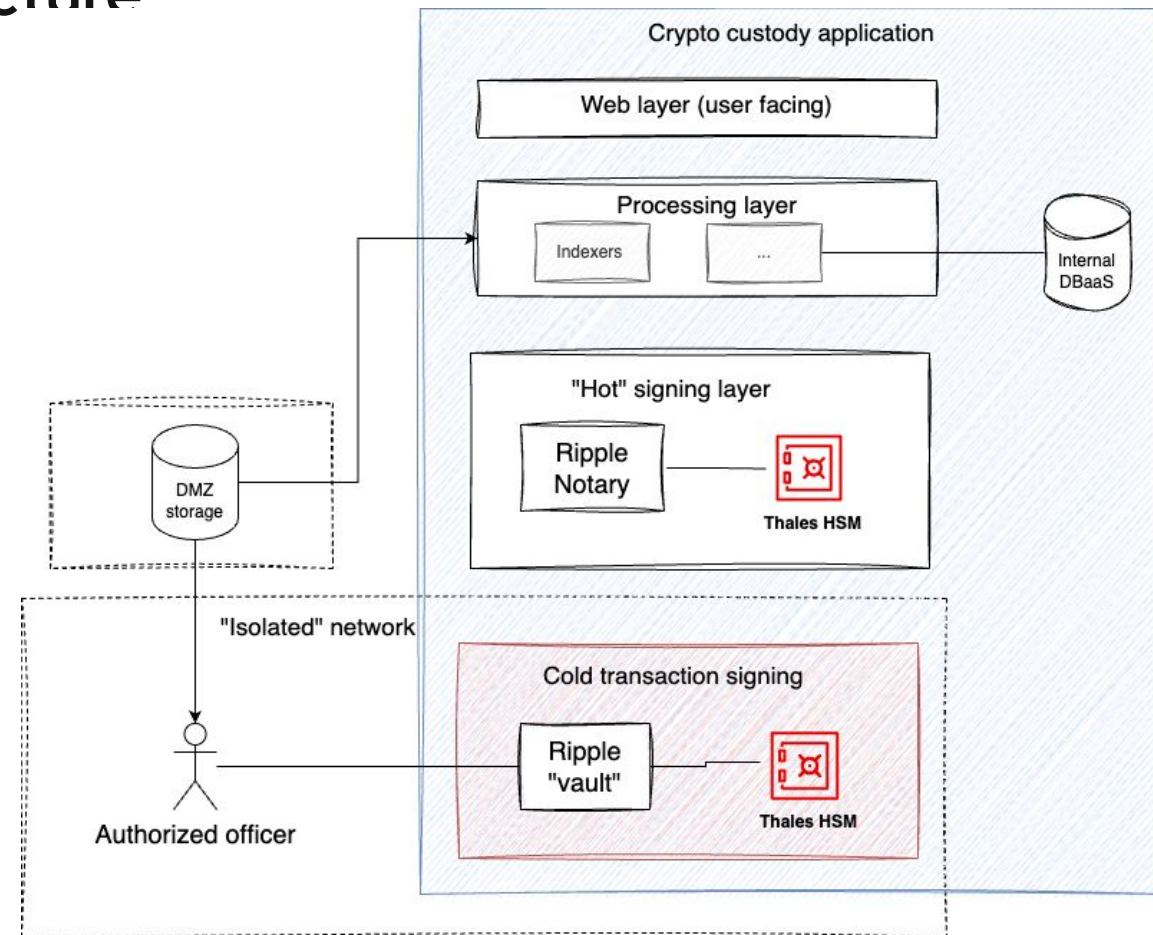 Crypto custody application
Web layer (user facing)
Processing layer
Indexers
...
Internal
DBaaS
"Hot" signing layer
Ripple
Notary
Thales HSM
DMZ
storage
"Isolated" network
Cold transaction signing
Ripple
"vault"
Thales HSM
Authorized officer